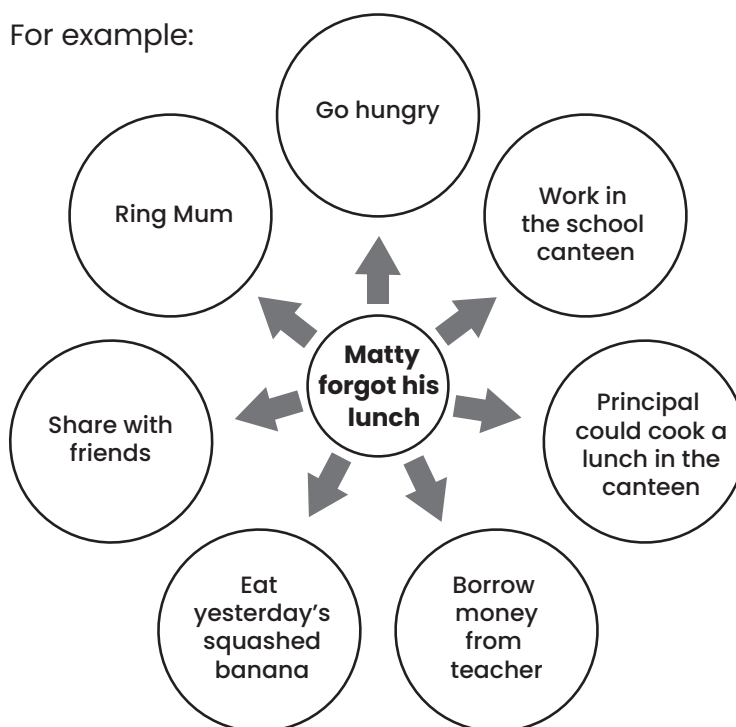 For example:
Go hungry
Work in
the school
canteen
Principal
could cook a
lunch in the
canteen
Borrow
money
from
teacher
Eat
yesterday's
squashed
banana
Share with
friends
Ring Mum
Matty
forgot his
lunch